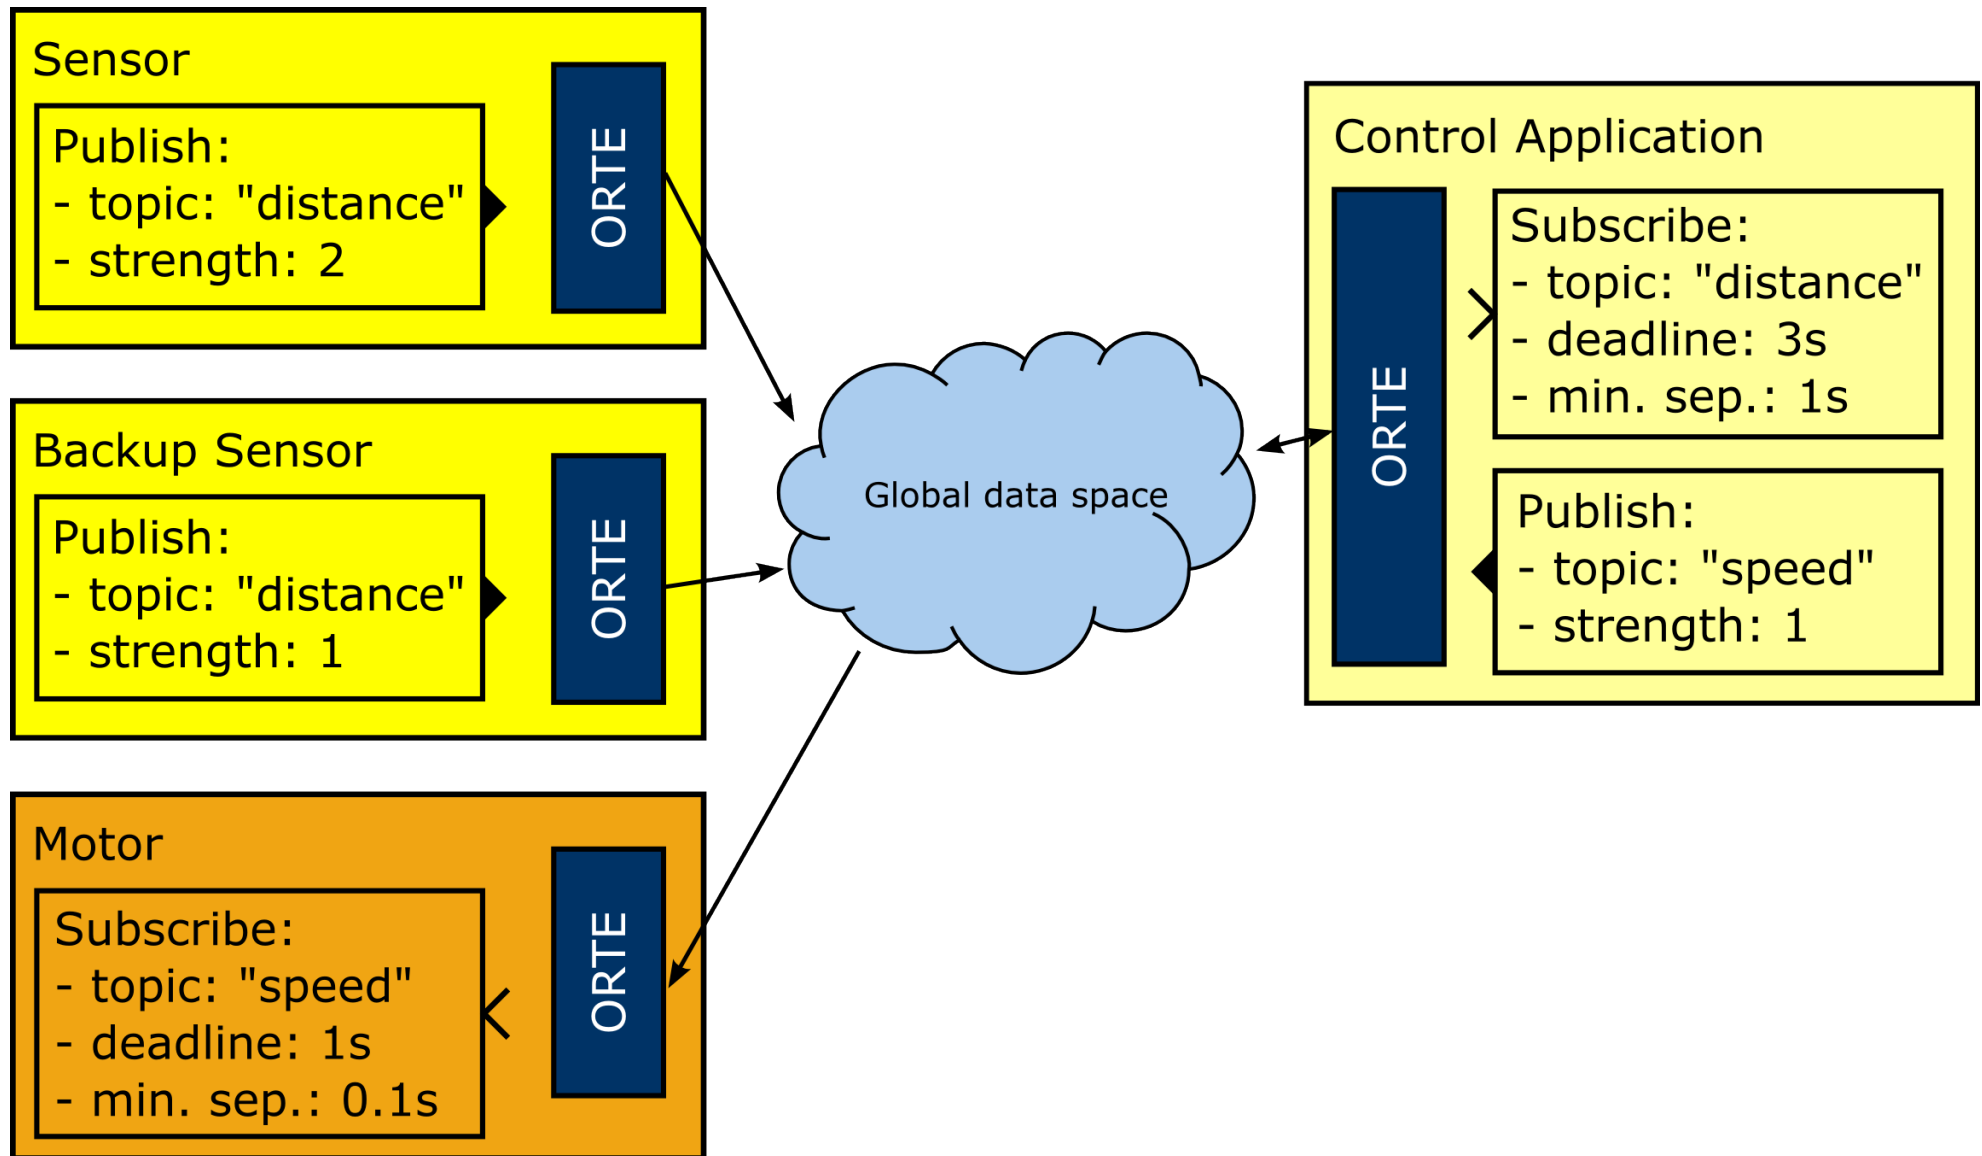 Sensor
Publish:
- topic: "distance"
- strength: 2
ORTE
Backup Sensor
Publish:
- topic: "distance"
- strength: 1
ORTE
Motor
Subscribe:
- topic: "speed"
- deadline: 1s
- min. sep.: 0.1s
ORTE
Global data space
Control Application
ORTE
Subscribe:
- topic: "distance"
- deadline: 3s
- min. sep.: 1s
Publish:
- topic: "speed"
- strength: 1